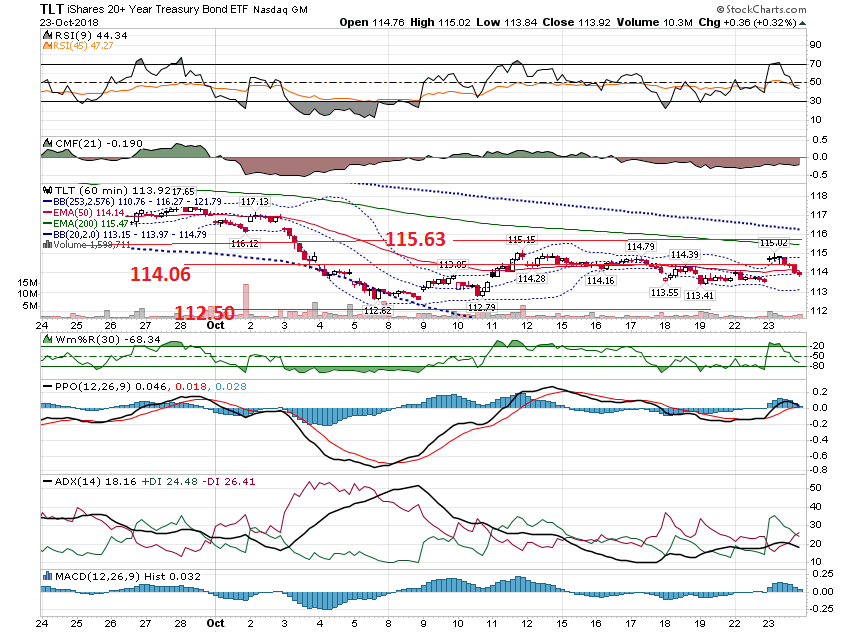 TLT iShares 20+ Year Treasury Bond ETF Nasdaq GM
© StockCharts.com
23-Oct-2018
Open 114.76 High 115.02 Low 113.84 Close 113.92 Volume 10.3M Chg +0.36 (+0.32%)
RSI(9) 44.34
RSI(45) 47.27
90
70
50
30
10
CMF(21) -0.190
0.5
0.0
-0.5
TLT (60 min) 113.92
BB(253,2.576) 110.76 - 116.27 - 121.79
EMA(50) 114.14
EMA(200) 115.47
BB(20,2.0) 113.15 - 113.97 - 114.79
Volume 1,599,711
117.65
117.13
116.12
115.63
114.06
112.50
112.62
113.85
112.79
115.15
114.28
114.16
114.79
113.55
114.39
113.41
115.02
118
117
116
115
114
113
112
15M
10M
5M
24 25 26 27 28 Oct 2 3 4 5 8 9 10 11 12 15 16 17 18 19 22 23
Wm%R(30) -68.34
-20
-50
-80
PPO(12,26,9) 0.046, 0.018, 0.028
0.2
0.0
-0.2
-0.4
-0.6
-0.8
ADX(14) 18.16 +DI 24.48 -DI 26.41
50
40
30
20
10
MACD(12,26,9) Hist 0.032
0.25
0.00
-0.25
24 25 26 27 28 Oct 2 3 4 5 8 9 10 11 12 15 16 17 18 19 22 23